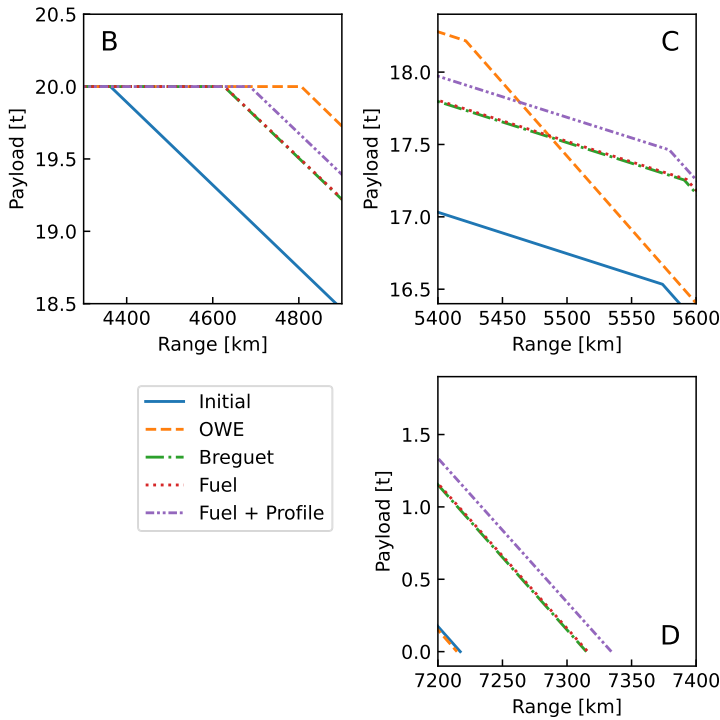 B
20.5
20.0
19.5
19.0
18.5
Payload [t]
4400 4600 4800
Range [km]
C
18.0
17.5
17.0
16.5
Payload [t]
5400 5450 5500 5550 5600
Range [km]
Initial
OWE
Breguet
Fuel
Fuel + Profile
1.5
1.0
0.5
0.0
Payload [t]
D
7200 7250 7300 7350 7400
Range [km]